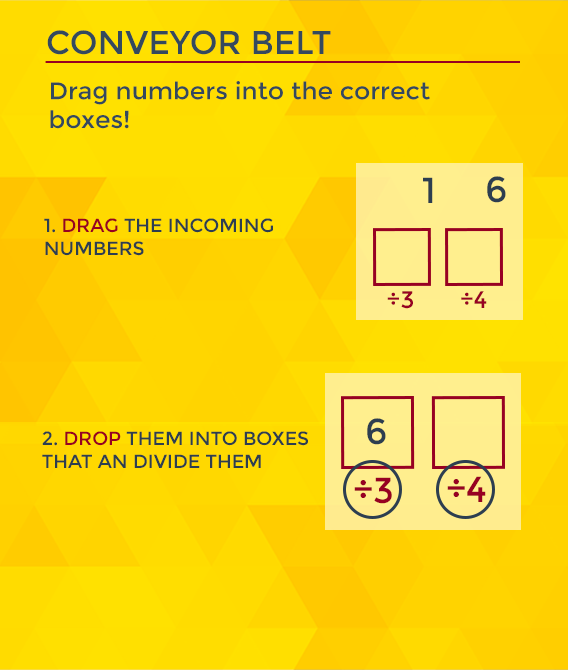 CONVEYOR BELT
Drag numbers into the correct
boxes!
1. DRAG THE INCOMING
NUMBERS
1 6
÷3 ÷4
2. DROP THEM INTO BOXES
THAT AN DIVIDE THEM
6
÷3 ÷4